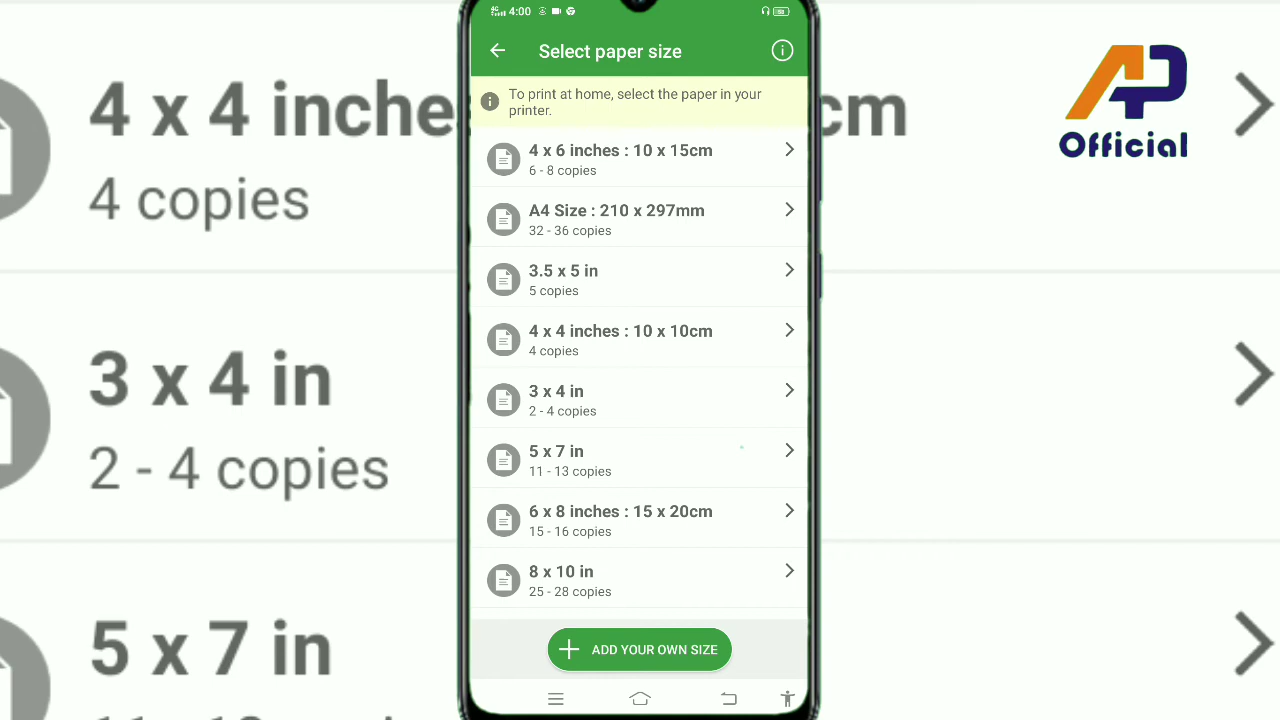 4G 4:00
Select paper size
To print at home, select the paper in your
printer.
4 x 6 inches : 10 x 15cm
6 - 8 copies
A4 Size : 210 x 297mm
32 - 36 copies
3.5 x 5 in
5 copies
4 x 4 inches : 10 x 10cm
4 copies
3 x 4 in
2 - 4 copies
5 x 7 in
11 - 13 copies
6 x 8 inches : 15 x 20cm
15 - 16 copies
8 x 10 in
25 - 28 copies
ADD YOUR OWN SIZE
4 x 4 inche
cm
4 copies
3 x 4 in
2 - 4 copies
5 x 7 in
AP
Official